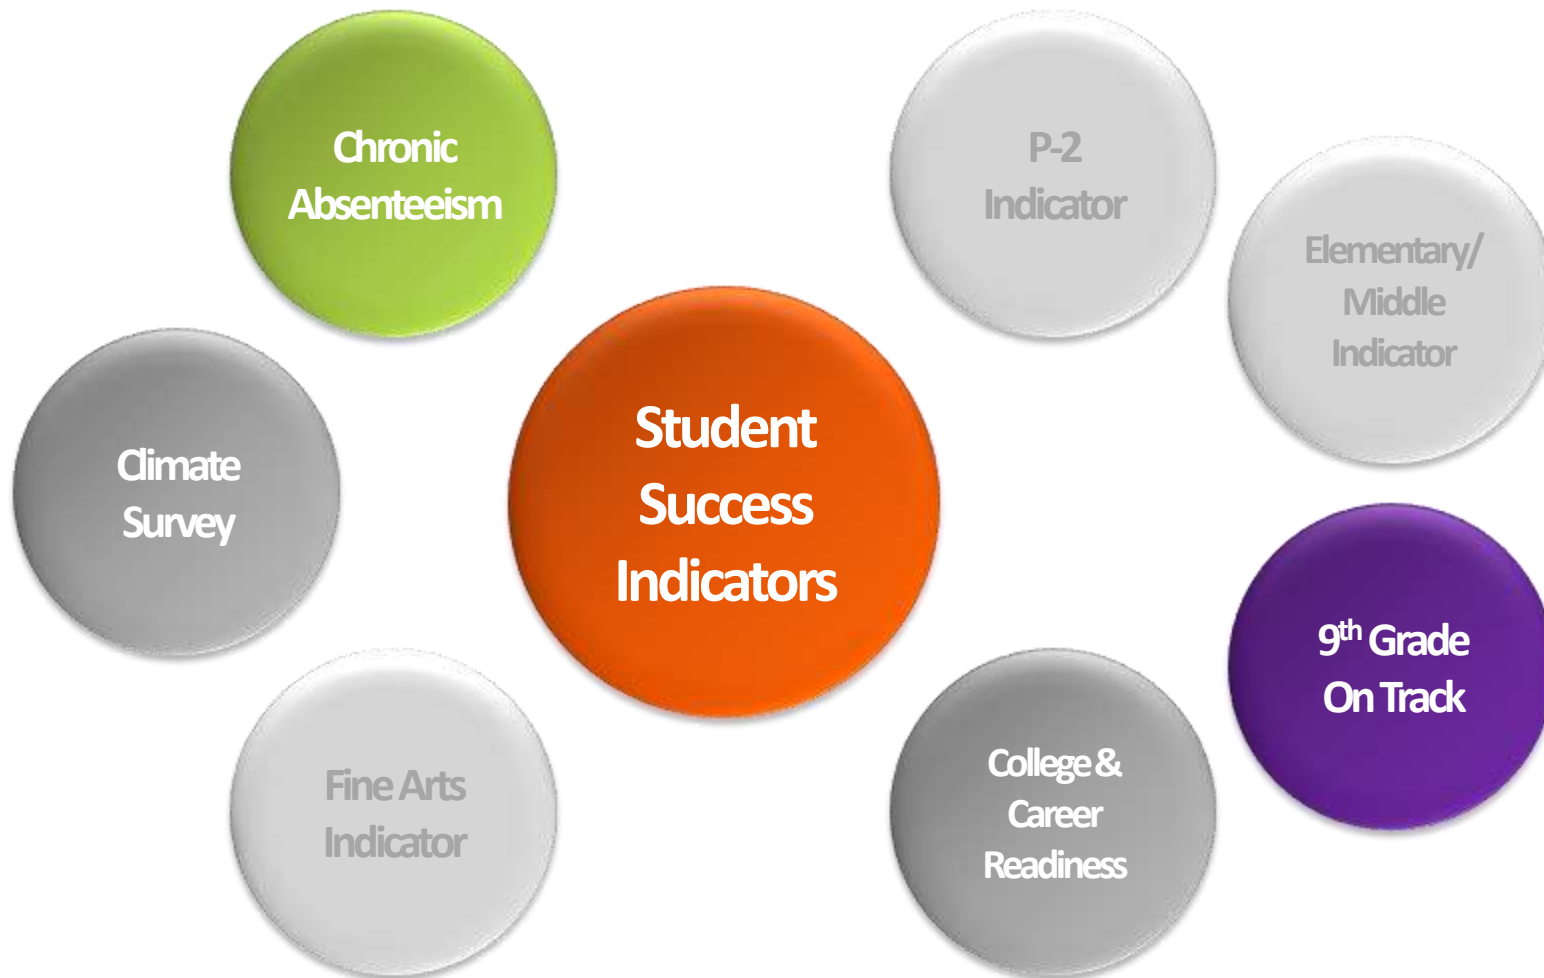 Chronic
Absenteeism
P-2
Indicator
Elementary/
Middle
Indicator
Climate
Survey
Student
Success
Indicators
9th Grade
On Track
Fine Arts
Indicator
College &
Career
Readiness